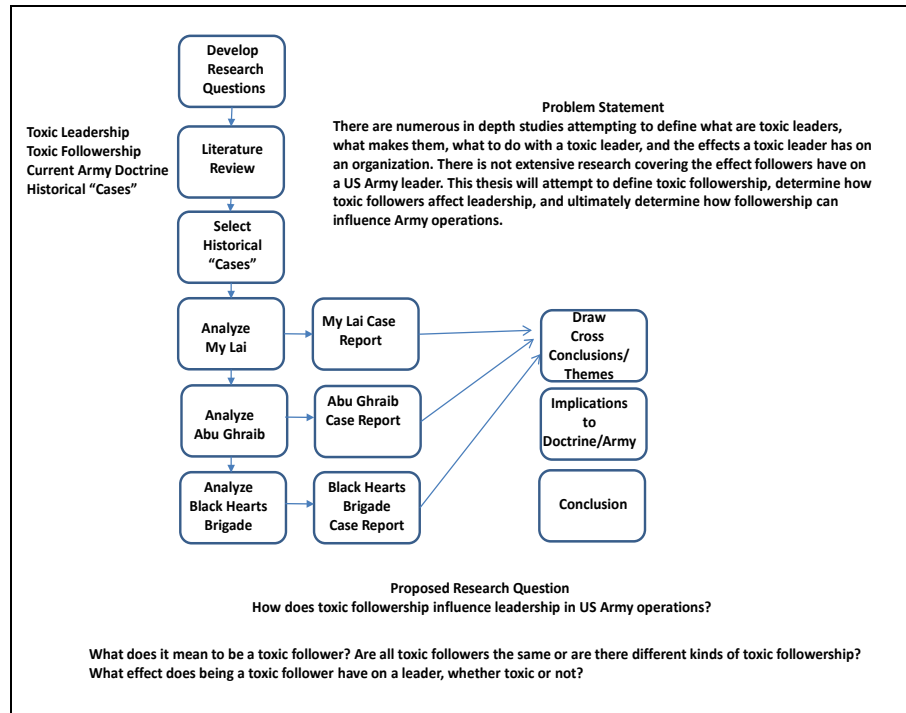 Develop
Research
Questions
Toxic Leadership
Toxic Followership
Current Army Doctrine
Historical “Cases”
Literature
Review
Problem Statement
There are numerous in depth studies attempting to define what are toxic leaders,
what makes them, what to do with a toxic leader, and the effects a toxic leader has on
an organization. There is not extensive research covering the effect followers have on
a US Army leader. This thesis will attempt to define toxic followership, determine how
toxic followers affect leadership, and ultimately determine how followership can
influence Army operations.
Select
Historical
“Cases”
Analyze
My Lai
My Lai Case
Report
Draw
Cross
Conclusions/
Themes
Analyze
Abu Ghraib
Abu Ghraib
Case Report
Implications
to
Doctrine/Army
Analyze
Black Hearts
Brigade
Black Hearts
Brigade
Case Report
Conclusion
Proposed Research Question
How does toxic followership influence leadership in US Army operations?
What does it mean to be a toxic follower? Are all toxic followers the same or are there different kinds of toxic followership?
What effect does being a toxic follower have on a leader, whether toxic or not?